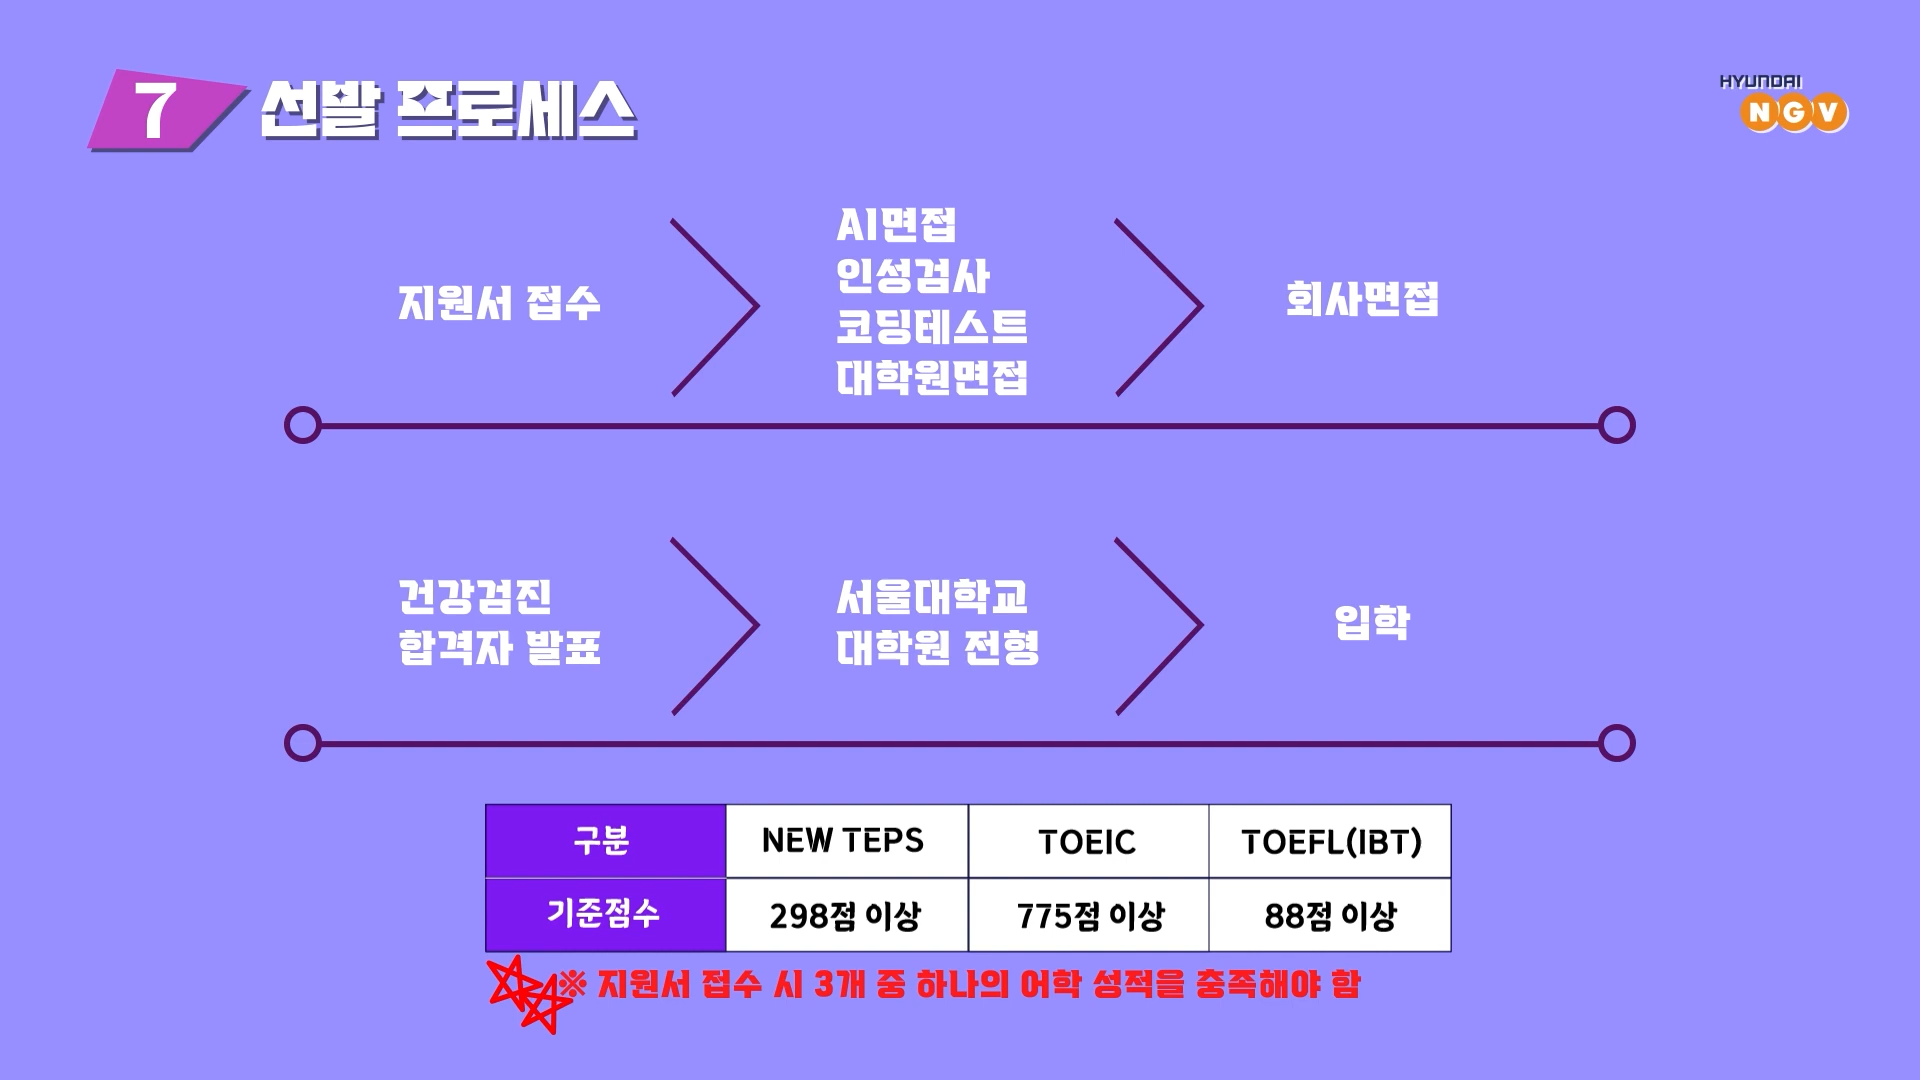 7 선발 프로세스
HYUNDAI
NGV
지원서 접수
AI면접
인성검사
코딩테스트
대학원면접
회사면접
건강검진
합격자 발표
서울대학교
대학원 전형
입학
구분 NEW TEPS TOEIC TOEFL(IBT)
기준점수 298점 이상 775점 이상 88점 이상
※ 지원서 접수 시 3개 중 하나의 어학 성적을 충족해야 함